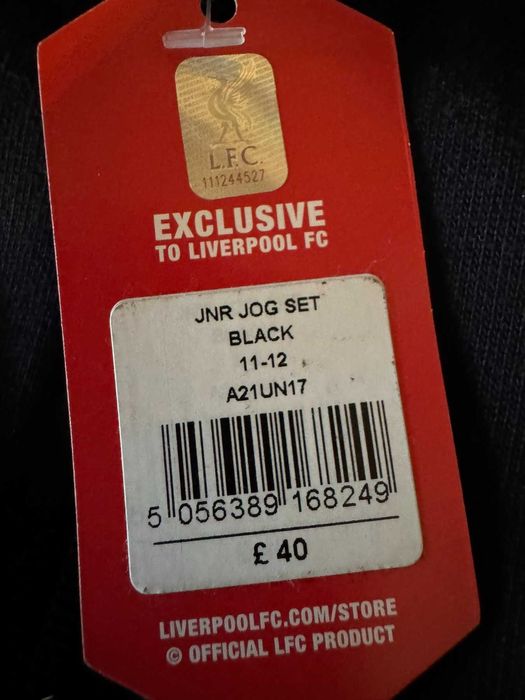 L.F.C.
111244527
EXCLUSIVE
TO LIVERPOOL FC
JNR JOG SET
BLACK
11-12
A21UN17
5 056389 168249
£ 40
LIVERPOOLFC.COM/STORE
© OFFICIAL LFC PRODUCT